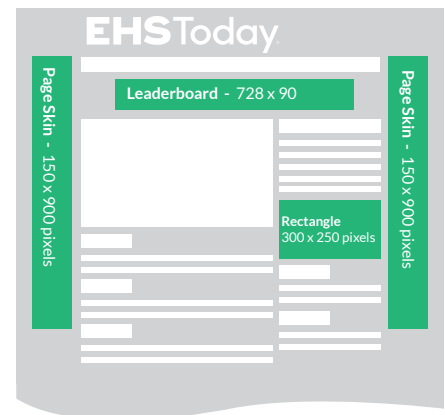 EHSToday
Leaderboard - 728 x 90
Page Skin - 150 x 900 pixels
Rectangle
300 x 250 pixels
Page Skin - 150 x 900 pixels